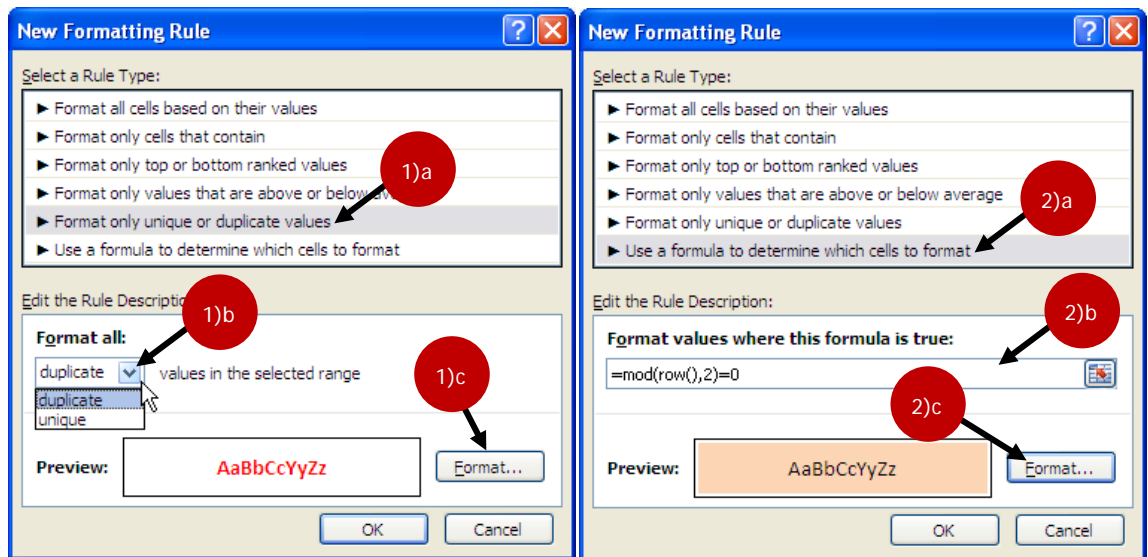 New Formatting Rule
Select a Rule Type:
► Format all cells based on their values
► Format only cells that contain
► Format only top or bottom ranked values
1)a
► Format only values that are above or below av
► Format only unique or duplicate values
► Use a formula to determine which cells to format
Edit the Rule Descriptio
1)b
Format all:
duplicate values in the selected range
1)c
duplicate
unique
Preview: AaBbCcYyZz Format...
OK Cancel
New Formatting Rule
Select a Rule Type:
► Format all cells based on their values
► Format only cells that contain
► Format only top or bottom ranked values
► Format only values that are above or below average
2)a
► Format only unique or duplicate values
► Use a formula to determine which cells to format
Edit the Rule Description:
2)b
Format values where this formula is true:
=mod(row(),2)=0
2)c
Preview: AaBbCcYyZz Format...
OK Cancel